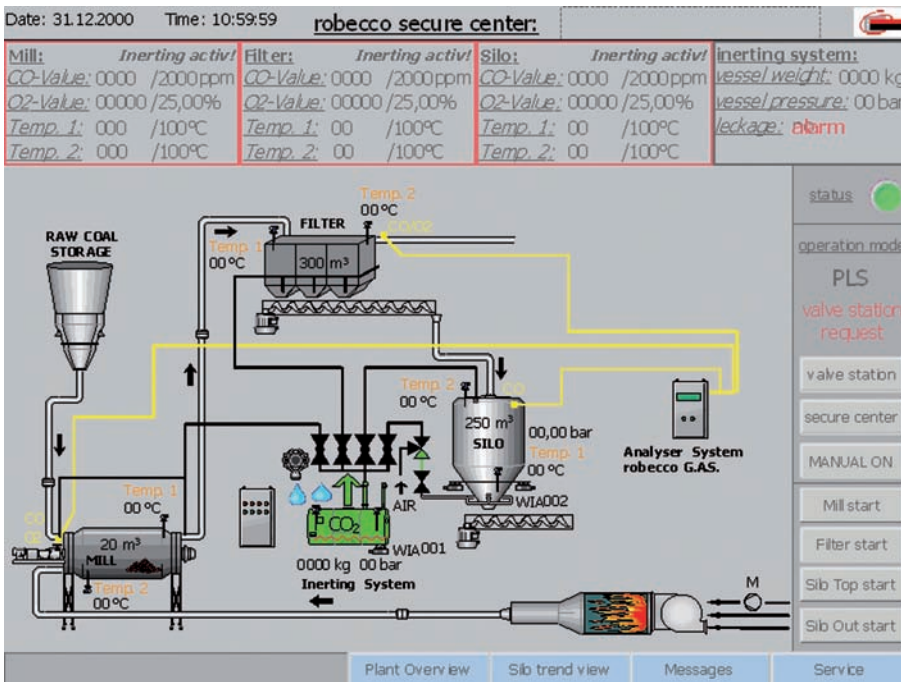 Date: 31.12.2000 Time: 10:59:59 robecco secure center:
Mill: Inerting activ!
CO-Value: 0000 /2000ppm
O2-Value: 00000 /25,00%
Temp. 1: 000 /100°C
Temp. 2: 000 /100°C
Filter: Inerting activ!
CO-Value: 0000 /2000ppm
O2-Value: 00000 /25,00%
Temp. 1: 00 /100°C
Temp. 2: 00 /100°C
Silo: Inerting activ!
CO-Value: 0000 /2000ppm
O2-Value: 00000 /25,00%
Temp. 1: 00 /100°C
Temp. 2: 00 /100°C
inerting system:
vessel weight: 0000 kg
vessel pressure: 00 bar
leckage: alarm
status
operation mode
PLS
valve station
request
valve station
secure center
MANUAL ON
Mill start
Filter start
Silo Top start
Silo Out start
RAW COAL
STORAGE
Temp. 2
00 °C
FILTER
CO/O2
Temp. 1
00 °C
300 m³
Temp. 2
00 °C
CO
250 m³
SILO
00,00 bar
Temp. 1
00 °C
WIA002
Analyser System
robecco G.A.S.
AIR
CO2
WIA001
0000 kg 00 bar
Inerting System
Temp. 1
00 °C
CO
O2
20 m³
MILL
Temp. 2
00 °C
M
Plant Overview Silo trend view Messages Service